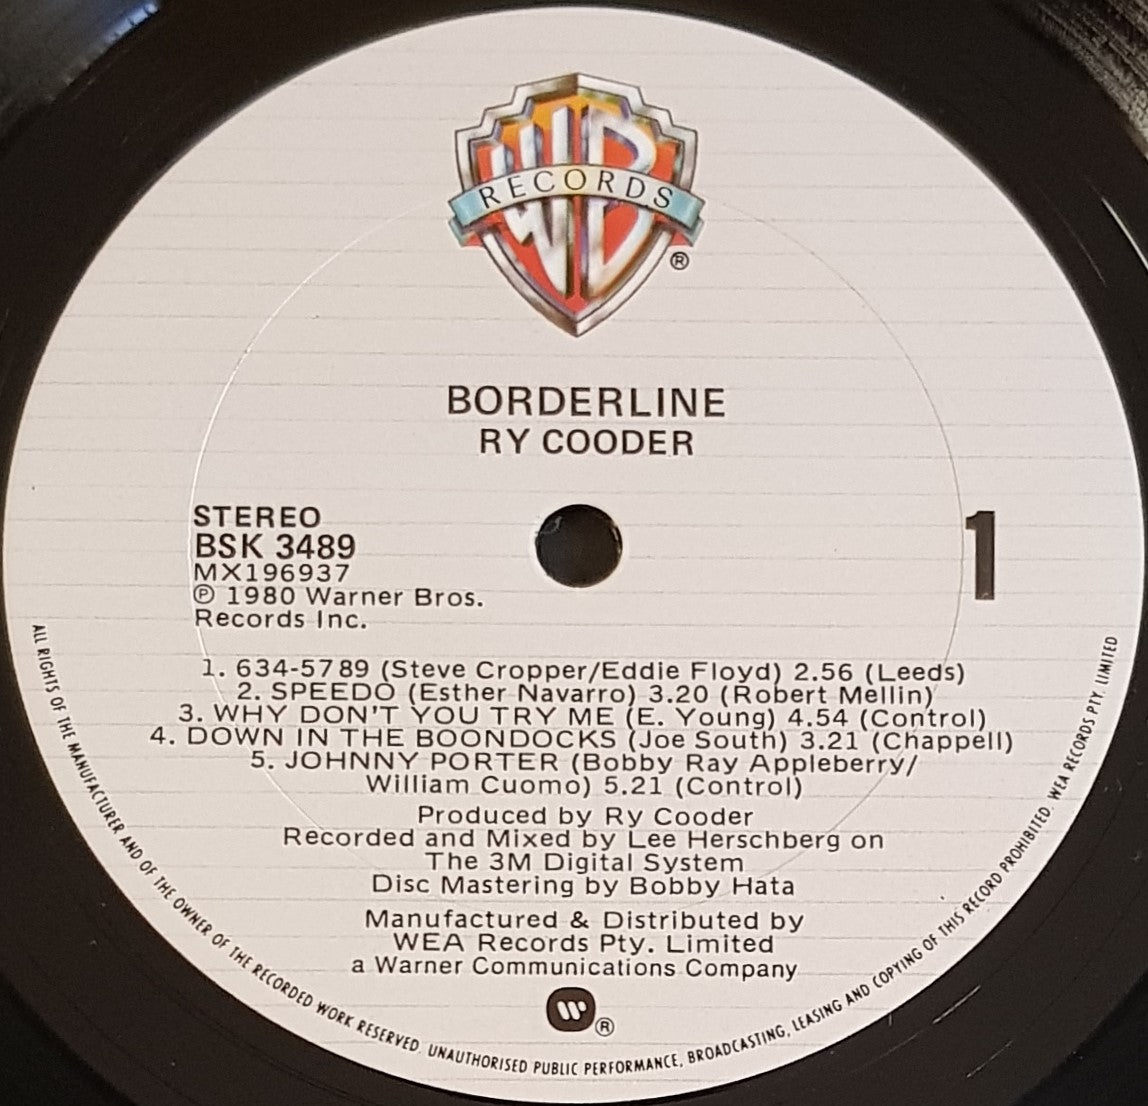 WB
RECORDS
®
BORDERLINE
RY COODER
STEREO
BSK 3489
MX196937
℗ 1980 Warner Bros.
Records Inc.
1
1. 634-5789 (Steve Cropper/Eddie Floyd) 2.56 (Leeds)
2. SPEEDO (Esther Navarro) 3.20 (Robert Mellin)
3. WHY DON'T YOU TRY ME (E. Young) 4.54 (Control)
4. DOWN IN THE BOONDOCKS (Joe South) 3.21 (Chappell)
5. JOHNNY PORTER (Bobby Ray Appleberry/
William Cuomo) 5.21 (Control)
Produced by Ry Cooder
Recorded and Mixed by Lee Herschberg on
The 3M Digital System
Disc Mastering by Bobby Hata
Manufactured & Distributed by
WEA Records Pty. Limited
a Warner Communications Company
W ®
ALL RIGHTS OF THE MANUFACTURER AND OF THE OWNER OF THE RECORDED WORK RESERVED. UNAUTHORISED PUBLIC PERFORMANCE, BROADCASTING, LEASING AND COPYING OF THIS RECORD PROHIBITED. WEA RECORDS PTY. LIMITED